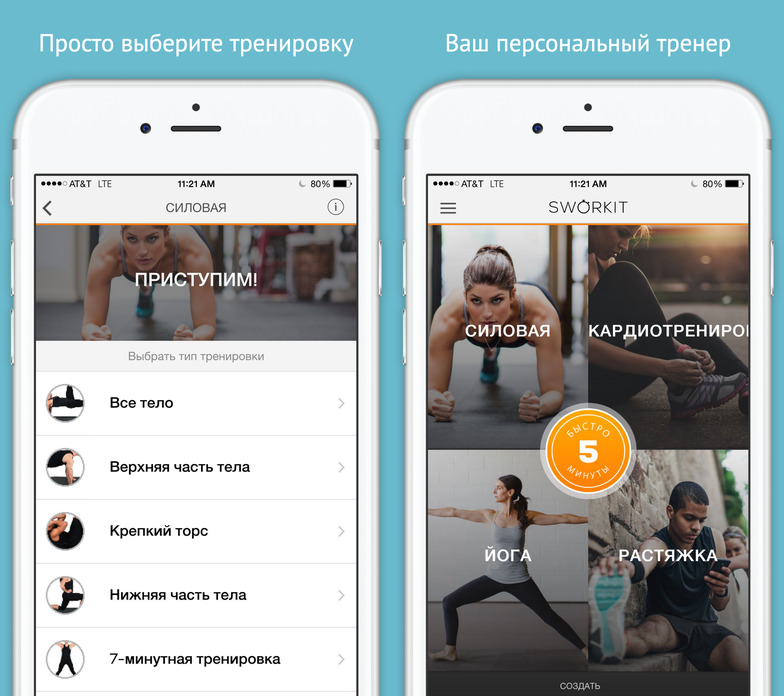 Просто выберите тренировку
AT&T LTE 11:21 AM 80%
СИЛОВАЯ
ПРИСТУПИМ!
Выбрать тип тренировки
Все тело
Верхняя часть тела
Крепкий торс
Нижняя часть тела
7-минутная тренировка
Ваш персональный тренер
AT&T LTE 11:21 AM 80%
SWORKIT
СИЛОВАЯ
КАРДИОТРЕНИРО
БЫСТРО
5
МИНУТЫ
ЙОГА
РАСТЯЖКА
СОЗДАТЬ